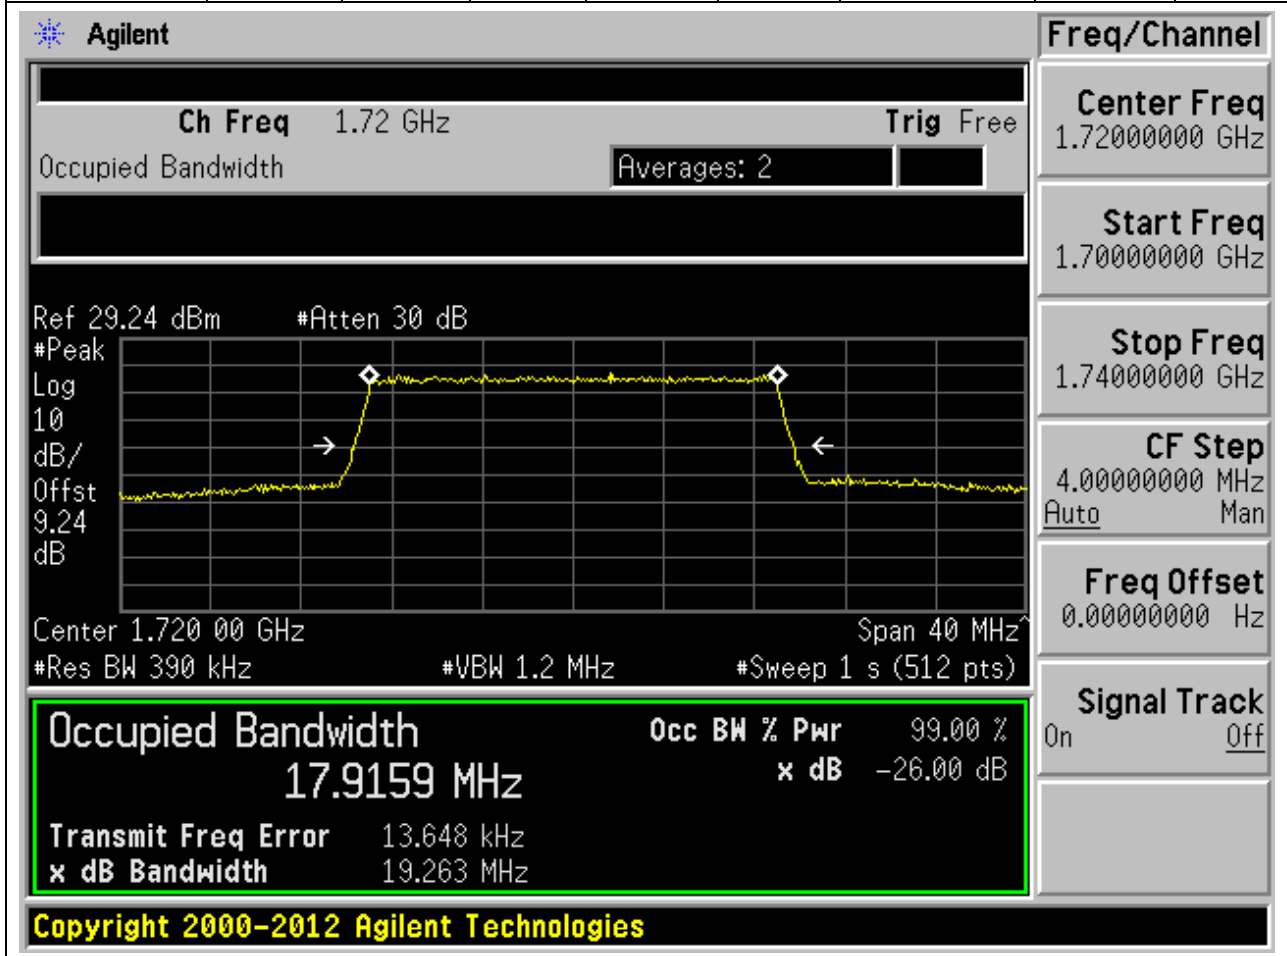 Agilent
Freq/Channel
Ch Freq 1.72 GHz Trig Free
Occupied Bandwidth Averages: 2
Center Freq
1.72000000 GHz
Start Freq
1.70000000 GHz
Stop Freq
1.74000000 GHz
CF Step
4.00000000 MHz
Auto Man
Freq Offset
0.00000000 Hz
Signal Track
On Off
Ref 29.24 dBm #Atten 30 dB
#Peak
Log
10
dB/
Offst
9.24
dB
Center 1.720 00 GHz Span 40 MHz^
#Res BW 390 kHz #VBW 1.2 MHz #Sweep 1 s (512 pts)
Occupied Bandwidth
17.9159 MHz
Occ BW % Pwr 99.00 %
x dB -26.00 dB
Transmit Freq Error 13.648 kHz
x dB Bandwidth 19.263 MHz
Copyright 2000-2012 Agilent Technologies